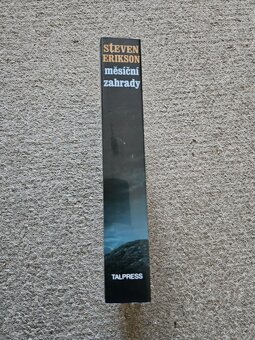 STEVEN
ERIKSON
měsíční
zahrady
TALPRESS